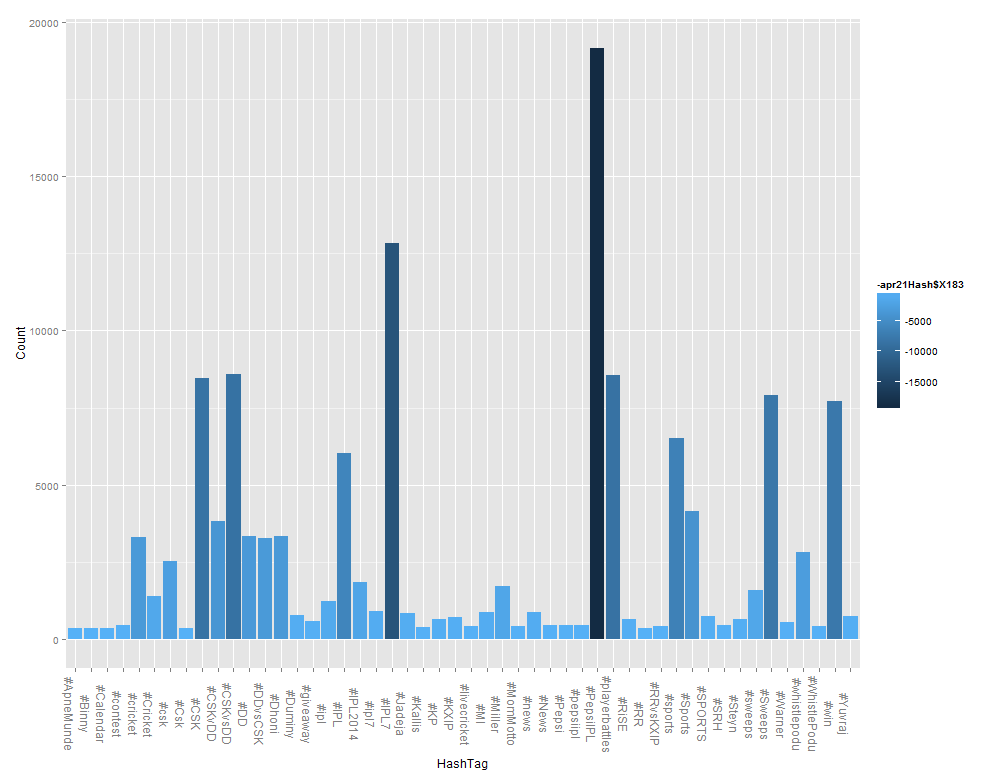 20000
15000
10000
5000
0
Count
#ApneMunde
#Binny
#Calendar
#contest
#cricket
#Cricket
#csk
#Csk
#CSK
#CSKvDD
#CSKvsDD
#DD
#DDvsCSK
#Dhoni
#Duminy
#giveaway
#ipl
#IPL
#IPL2014
#ipl7
#IPL7
#Jadeja
#Kallis
#KP
#KXIP
#livecricket
#MI
#Miller
#MomMotto
#news
#News
#Pepsi
#pepsiipl
#PepsiIPL
#playerbattles
#RISE
#RR
#RRvsKXIP
#sports
#Sports
#SPORTS
#SRH
#Steyn
#sweeps
#Sweeps
#Varner
#whistlepodu
#WhistlePodu
#win
#Yuvraj
HashTag
-apr21Hash$X183
-5000
-10000
-15000